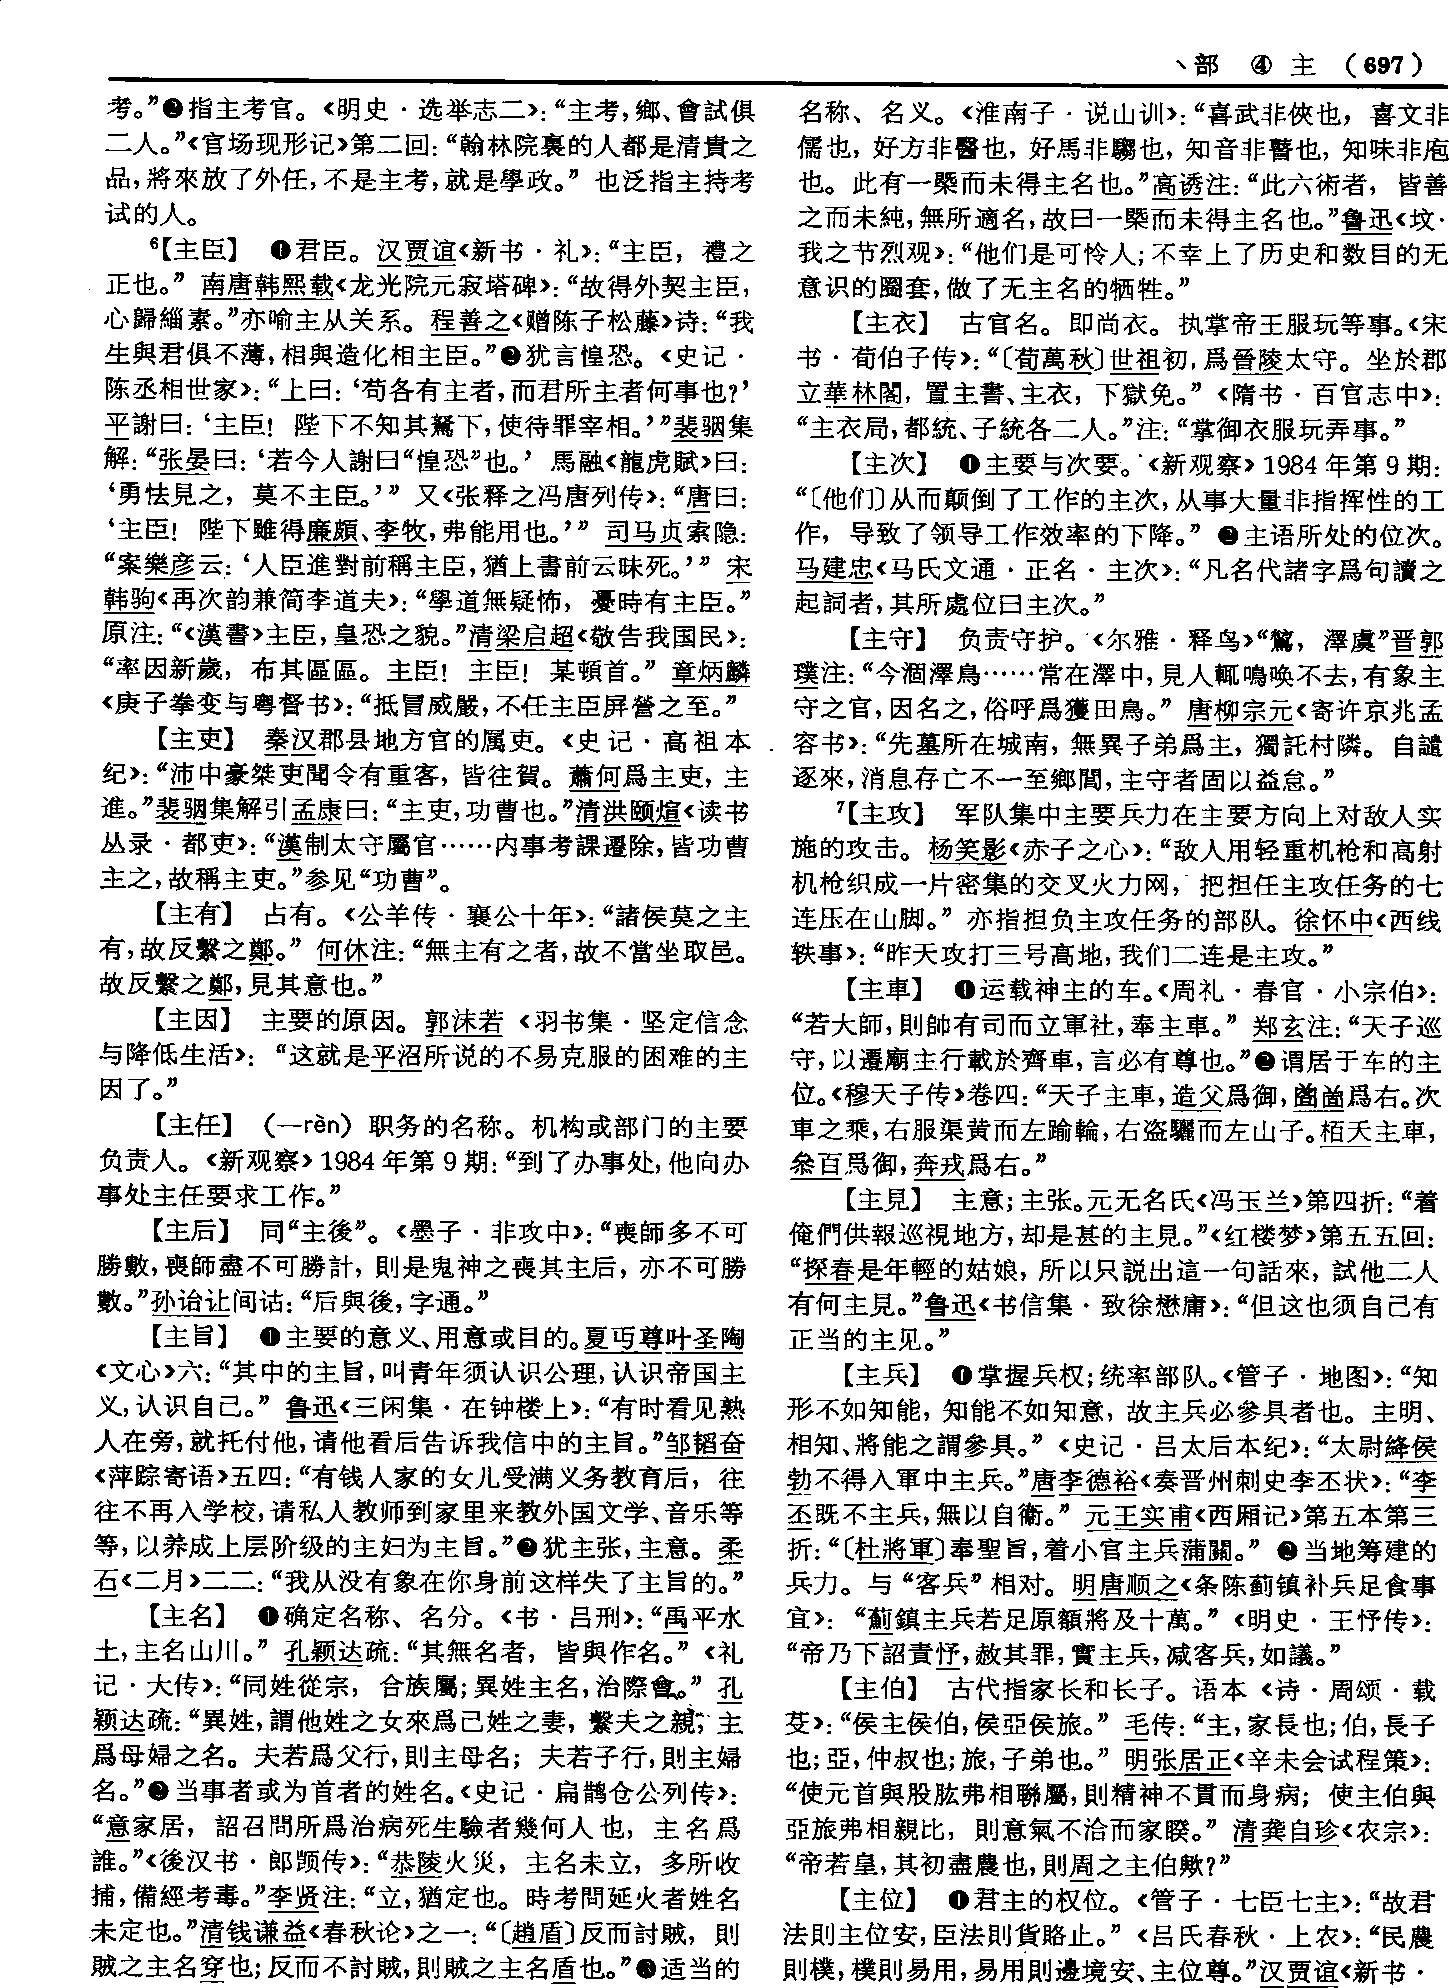 丶部 ④ 主 （697）
考。”❷指主考官。《明史·选举志二》：“主考，鄉、會試俱
二人。”《官场现形记》第二回：“翰林院裏的人都是清貴之
品，將來放了外任，不是主考，就是學政。” 也泛指主持考
试的人。
⁶【主臣】 ❶君臣。汉贾谊《新书·礼》：“主臣，禮之
正也。” 南唐韩熙载《龙光院元寂塔碑》：“故得外契主臣，
心歸緇素。”亦喻主从关系。程善之《赠陈子松藤》诗：“我
生與君俱不薄，相與造化相主臣。”❷犹言惶恐。《史记·
陈丞相世家》：“上曰：‘苟各有主者，而君所主者何事也？’
平謝曰：‘主臣！陛下不知其駑下，使待罪宰相。’”裴骃集
解：“张晏曰：‘若今人謝曰“惶恐”也。’ 馬融《龍虎賦》曰：
‘勇怯見之，莫不主臣。’” 又《张释之冯唐列传》：“唐曰：
‘主臣！陛下雖得廉頗、李牧，弗能用也。’” 司马贞索隐：
“案樂彦云：‘人臣進對前稱主臣，猶上書前云昧死。’” 宋
韩驹《再次韵兼简李道夫》：“學道無疑怖，憂時有主臣。”
原注：“《漢書》主臣，皇恐之貌。”清梁启超《敬告我国民》：
“率因新歲，布其區區。主臣！主臣！某頓首。” 章炳麟
《庚子拳变与粤督书》：“抵冒威嚴，不任主臣屏營之至。”
【主吏】 秦汉郡县地方官的属吏。《史记·高祖本
纪》：“沛中豪桀吏聞令有重客，皆往賀。蕭何爲主吏，主
進。”裴骃集解引孟康曰：“主吏，功曹也。”清洪颐煊《读书
丛录·都吏》：“漢制太守屬官……内事考課遷除，皆功曹
主之，故稱主吏。”参见“功曹”。
【主有】 占有。《公羊传·襄公十年》：“諸侯莫之主
有，故反繫之鄭。” 何休注：“無主有之者，故不當坐取邑。
故反繫之鄭，見其意也。”
【主因】 主要的原因。郭沫若《羽书集·坚定信念
与降低生活》：“这就是平沼所说的不易克服的困难的主
因了。”
【主任】 （—rèn）职务的名称。机构或部门的主要
负责人。《新观察》1984年第9期：“到了办事处，他向办
事处主任要求工作。”
【主后】 同“主後”。《墨子·非攻中》：“喪師多不可
勝數，喪師盡不可勝計，則是鬼神之喪其主后，亦不可勝
數。”孙诒让间诂：“后與後，字通。”
【主旨】 ❶主要的意义、用意或目的。夏丏尊叶圣陶
《文心》六：“其中的主旨，叫青年须认识公理，认识帝国主
义，认识自己。” 鲁迅《三闲集·在钟楼上》：“有时看见熟
人在旁，就托付他，请他看后告诉我信中的主旨。”邹韬奋
《萍踪寄语》五四：“有钱人家的女儿受满义务教育后，往
往不再入学校，请私人教师到家里来教外国文学、音乐等
等，以养成上层阶级的主妇为主旨。”❷犹主张，主意。柔
石《二月》二二：“我从没有象在你身前这样失了主旨的。”
【主名】 ❶确定名称、名分。《书·吕刑》：“禹平水
土，主名山川。” 孔颖达疏：“其無名者，皆與作名。”《礼
记·大传》：“同姓從宗，合族屬；異姓主名，治際會。” 孔
颖达疏：“異姓，謂他姓之女來爲己姓之妻，繫夫之親，主
爲母婦之名。夫若爲父行，則主母名；夫若子行，則主婦
名。”❷当事者或为首者的姓名。《史记·扁鹊仓公列传》：
“意家居，詔召問所爲治病死生驗者幾何人也，主名爲
誰。”《後汉书·郎顗传》：“恭陵火災，主名未立，多所收
捕，備經考毒。”李贤注：“立，猶定也。時考問延火者姓名
未定也。”清钱谦益《春秋论》之一：“〔趙盾〕反而討賊，則
賊之主名穿也；反而不討賊，則賊之主名盾也。”❸适当的
名称、名义。《淮南子·说山训》：“喜武非俠也，喜文非
儒也，好方非醫也，好馬非騶也，知音非瞽也，知味非庖
也。此有一槩而未得主名也。”高诱注：“此六術者，皆善
之而未純，無所適名，故曰一槩而未得主名也。”鲁迅《坟·
我之节烈观》：“他们是可怜人；不幸上了历史和数目的无
意识的圈套，做了无主名的牺牲。”
【主衣】 古官名。即尚衣。执掌帝王服玩等事。《宋
书·荀伯子传》：“〔荀萬秋〕世祖初，爲晉陵太守。坐於郡
立華林閣，置主書、主衣，下獄免。”《隋书·百官志中》：
“主衣局，都統、子統各二人。”注：“掌御衣服玩弄事。”
【主次】 ❶主要与次要。《新观察》1984年第9期：
“〔他们〕从而颠倒了工作的主次，从事大量非指挥性的工
作，导致了领导工作效率的下降。” ❷主语所处的位次。
马建忠《马氏文通·正名·主次》：“凡名代諸字爲句讀之
起詞者，其所處位曰主次。”
【主守】 负责守护。《尔雅·释鸟》“鶭，澤虞”晋郭
璞注：“今涸澤鳥……常在澤中，見人輒鳴唤不去，有象主
守之官，因名之，俗呼爲獲田鳥。” 唐柳宗元《寄许京兆孟
容书》：“先墓所在城南，無異子弟爲主，獨託村隣。自譴
逐來，消息存亡不一至鄉閭，主守者固以益怠。”
⁷【主攻】 军队集中主要兵力在主要方向上对敌人实
施的攻击。杨笑影《赤子之心》：“敌人用轻重机枪和高射
机枪织成一片密集的交叉火力网，把担任主攻任务的七
连压在山脚。” 亦指担负主攻任务的部队。徐怀中《西线
轶事》：“昨天攻打三号高地，我们二连是主攻。”
【主車】 ❶运载神主的车。《周礼·春官·小宗伯》：
“若大師，則帥有司而立軍社，奉主車。” 郑玄注：“天子巡
守，以遷廟主行載於齊車，言必有尊也。”❷谓居于车的主
位。《穆天子传》卷四：“天子主車，造父爲御，爲右。次
車之乘，右服渠黄而左踰輪，右盗驪而左山子。栢夭主車，
叅百爲御，奔戎爲右。”
【主見】 主意；主张。元无名氏《冯玉兰》第四折：“着
俺們供報巡視地方，却是甚的主見。”《红楼梦》第五五回：
“探春是年輕的姑娘，所以只説出這一句話來，試他二人
有何主見。”鲁迅《书信集·致徐懋庸》：“但这也须自己有
正当的主见。”
【主兵】 ❶掌握兵权；统率部队。《管子·地图》：“知
形不如知能，知能不如知意，故主兵必參具者也。主明、
相知、將能之謂參具。”《史记·吕太后本纪》：“太尉絳侯
勃不得入軍中主兵。”唐李德裕《奏晋州刺史李丕状》：“李
丕既不主兵，無以自衞。” 元王实甫《西厢记》第五本第三
折：“〔杜將軍〕奉聖旨，着小官主兵蒲關。” ❷当地筹建的
兵力。与“客兵”相对。明唐顺之《条陈蓟镇补兵足食事
宜》：“薊鎮主兵若足原額將及十萬。”《明史·王忬传》：
“帝乃下詔責忬，赦其罪，實主兵，减客兵，如議。”
【主伯】 古代指家长和长子。语本《诗·周颂·载
芟》：“侯主侯伯，侯亞侯旅。” 毛传：“主，家長也；伯，長子
也；亞，仲叔也；旅，子弟也。” 明张居正《辛未会试程策》：
“使元首與股肱弗相聯屬，則精神不貫而身病；使主伯與
亞旅弗相親比，則意氣不洽而家睽。” 清龚自珍《农宗》：
“帝若皇，其初盡農也，則周之主伯歟？”
【主位】 ❶君主的权位。《管子·七臣七主》：“故君
法則主位安，臣法則貨賂止。”《吕氏春秋·上农》：“民農
則樸，樸則易用，易用則邊境安、主位尊。”汉贾谊《新书·